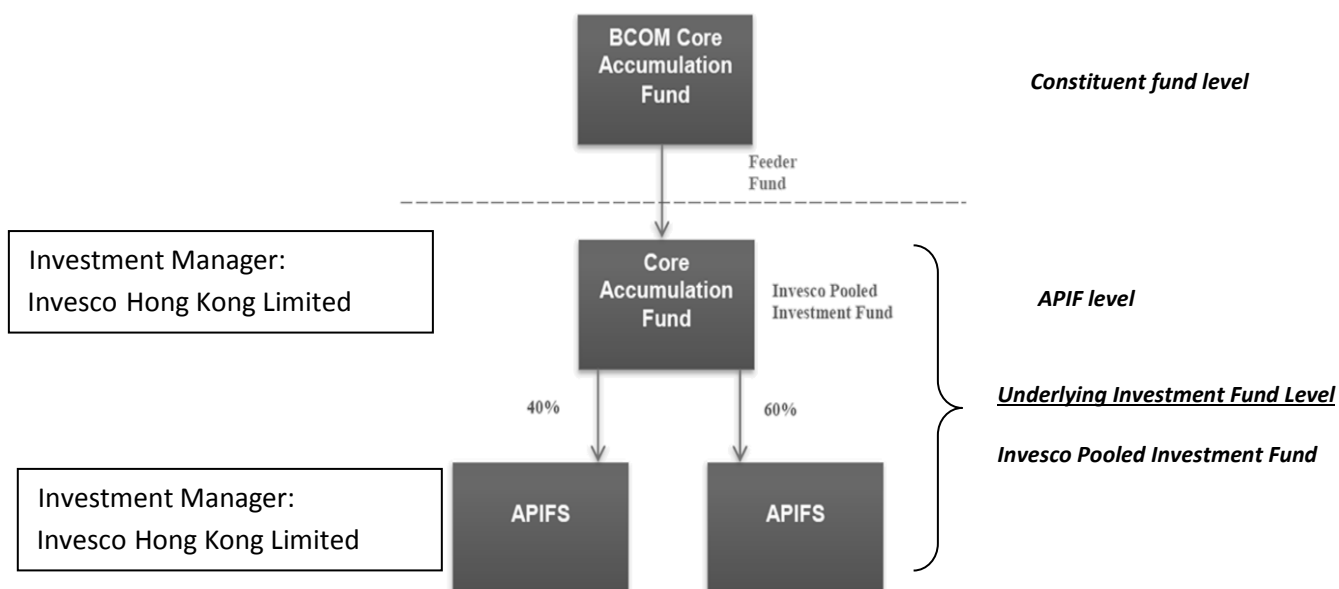 BCOM Core
Accumulation
Fund
Constituent fund level
Feeder
Fund
Investment Manager:
Invesco Hong Kong Limited
Core
Accumulation
Fund
Invesco Pooled
Investment Fund
APIF level
40%
60%
Underlying Investment Fund Level
Invesco Pooled Investment Fund
Investment Manager:
Invesco Hong Kong Limited
APIFS
APIFS